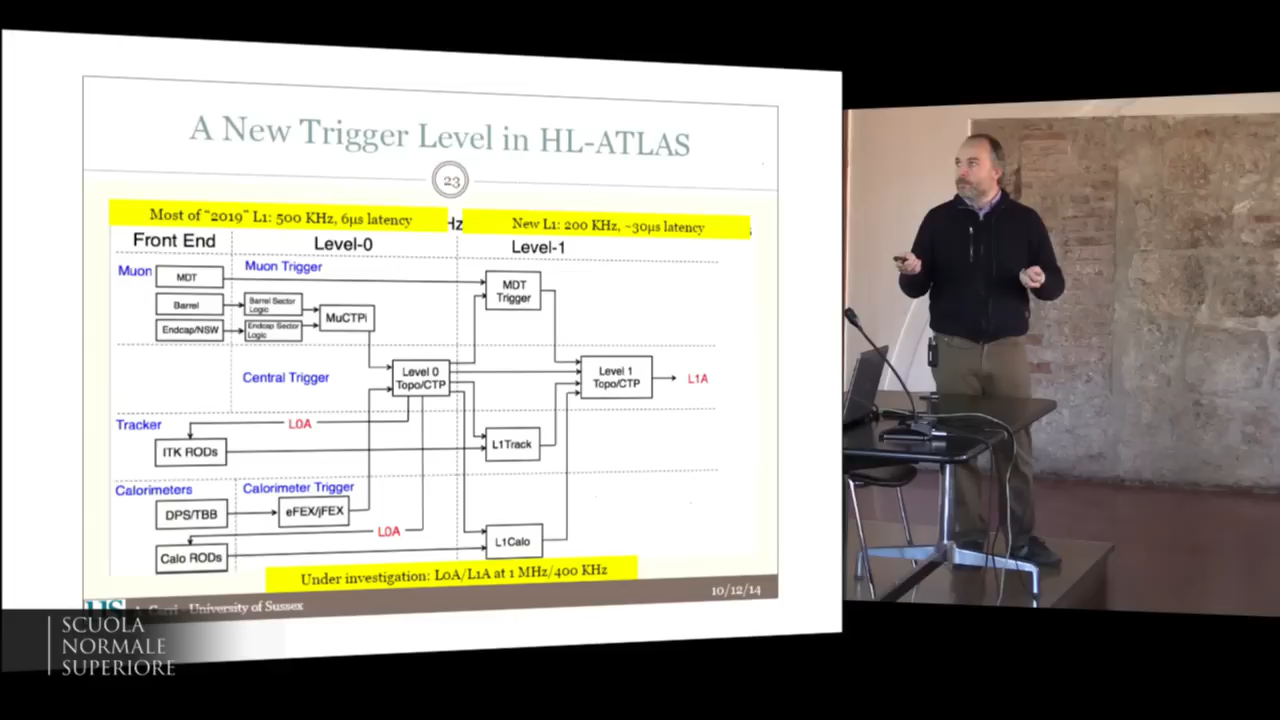 A New Trigger Level in HL-ATLAS
23
Most of "2019" L1: 500 KHz, 6μs latency
Hz
New L1: 200 KHz, ~30μs latency
Front End
Level-0
Level-1
Muon
Muon Trigger
MDT
MDT
Trigger
Barrel
Barrel Sector
Logic
MuCTPi
Endcap/NSW
Endcap Sector
Logic
Central Trigger
Level 0
Topo/CTP
Level 1
Topo/CTP
L1A
Tracker
L0A
ITK RODs
L1Track
Calorimeters
Calorimeter Trigger
DPS/TBB
eFEX/jFEX
L0A
Calo RODs
L1Calo
Under investigation: L0A/L1A at 1 MHz/400 KHz
University of Sussex
10/12/14
SCUOLA
NORMALE
SUPERIORE